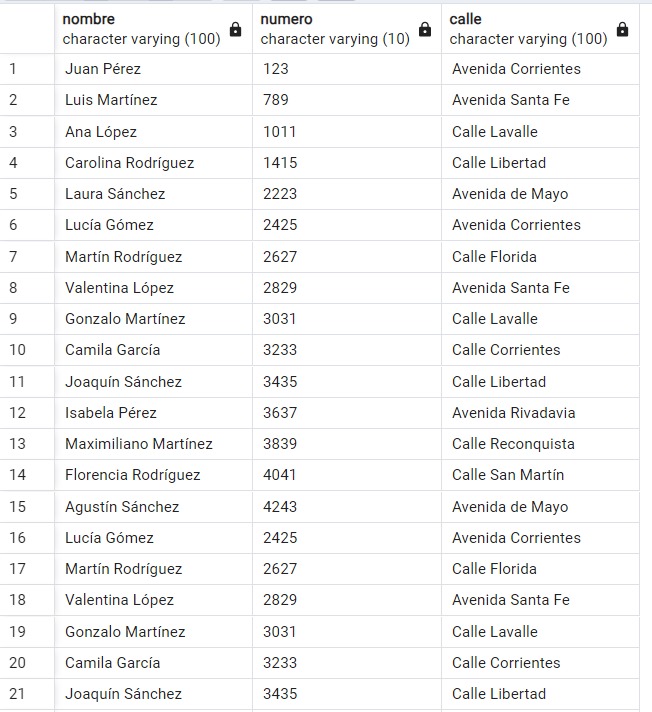 nombre numero calle
character varying (100) character varying (10) character varying (100)
1 Juan Pérez 123 Avenida Corrientes
2 Luis Martínez 789 Avenida Santa Fe
3 Ana López 1011 Calle Lavalle
4 Carolina Rodríguez 1415 Calle Libertad
5 Laura Sánchez 2223 Avenida de Mayo
6 Lucía Gómez 2425 Avenida Corrientes
7 Martín Rodríguez 2627 Calle Florida
8 Valentina López 2829 Avenida Santa Fe
9 Gonzalo Martínez 3031 Calle Lavalle
10 Camila García 3233 Calle Corrientes
11 Joaquín Sánchez 3435 Calle Libertad
12 Isabela Pérez 3637 Avenida Rivadavia
13 Maximiliano Martínez 3839 Calle Reconquista
14 Florencia Rodríguez 4041 Calle San Martín
15 Agustín Sánchez 4243 Avenida de Mayo
16 Lucía Gómez 2425 Avenida Corrientes
17 Martín Rodríguez 2627 Calle Florida
18 Valentina López 2829 Avenida Santa Fe
19 Gonzalo Martínez 3031 Calle Lavalle
20 Camila García 3233 Calle Corrientes
21 Joaquín Sánchez 3435 Calle Libertad